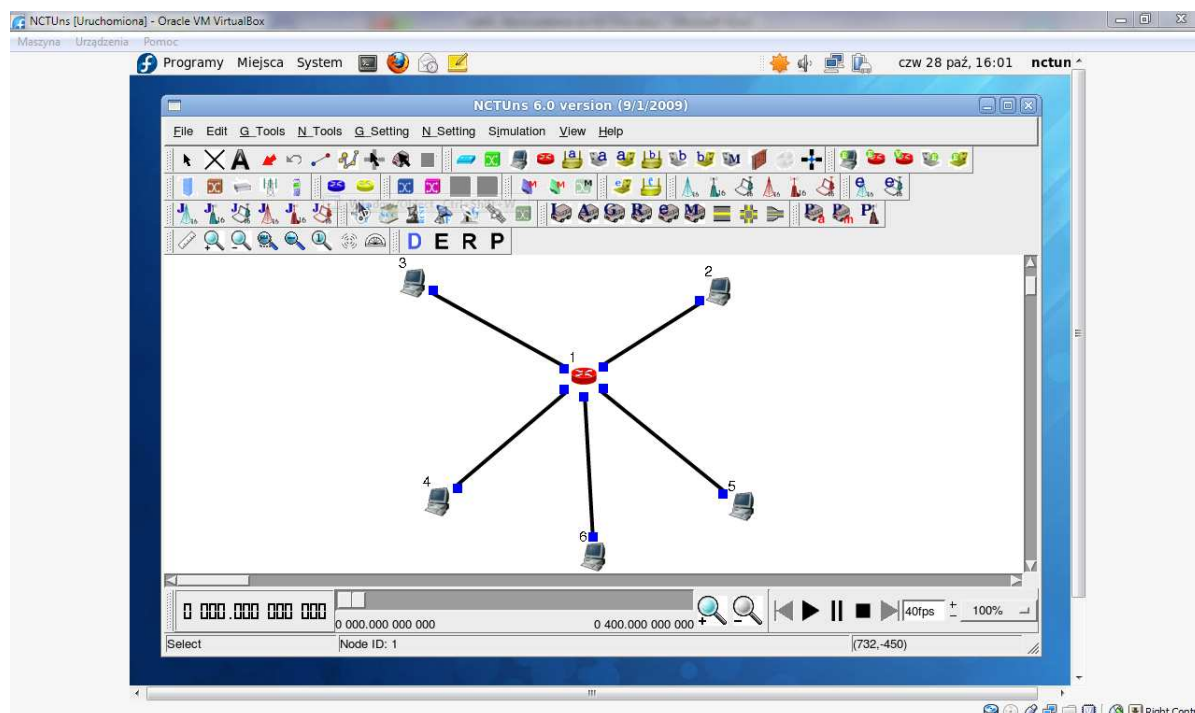 NCTUns [Uruchomiona] - Oracle VM VirtualBox
Maszyna Urządzenia Pomoc
Programy Miejsca System czw 28 paź, 16:01 nctun
NCTUns 6.0 version (9/1/2009)
File Edit G_Tools N_Tools G_Setting N_Setting Simulation View Help
D E R P
3
2
1
4
5
6
0 000.000 000 000
0 000.000 000 000 0 400.000 000 000
40fps 100%
Select Node ID: 1 (732,-450)
Right Contr